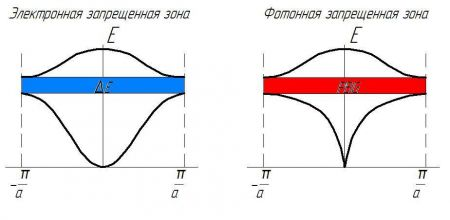 Электронная запрещенная зона
Фотонная запрещенная зона
E
E
ΔE
π
-a
π
a
π
-a
π
a